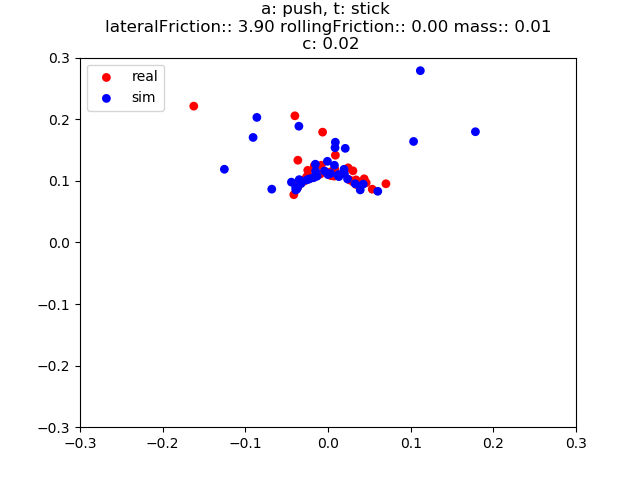 a: push, t: stick
lateralFriction:: 3.90 rollingFriction:: 0.00 mass:: 0.01
c: 0.02
real
sim
0.3
0.2
0.1
0.0
−0.1
−0.2
−0.3
−0.3
−0.2
−0.1
0.0
0.1
0.2
0.3